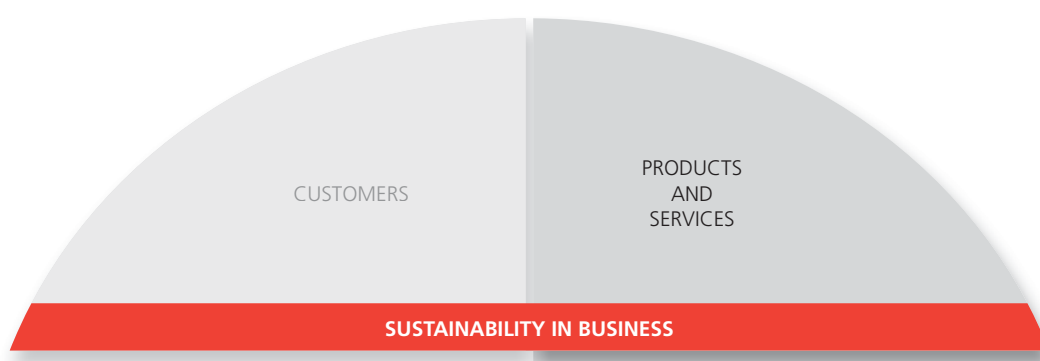 CUSTOMERS
PRODUCTS
AND
SERVICES
SUSTAINABILITY IN BUSINESS